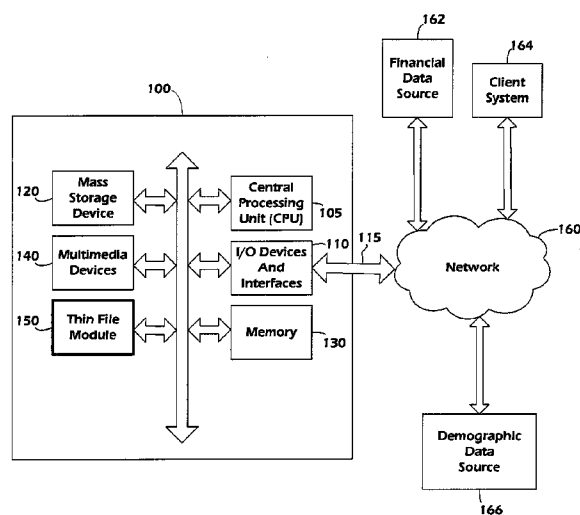 162
Financial
Data
Source
164
Client
System
100
120
Mass
Storage
Device
Central
Processing
Unit (CPU)
105
110
115
140
Multimedia
Devices
I/O Devices
And
Interfaces
Network
160
150
Thin File
Module
Memory
130
Demographic
Data
Source
166